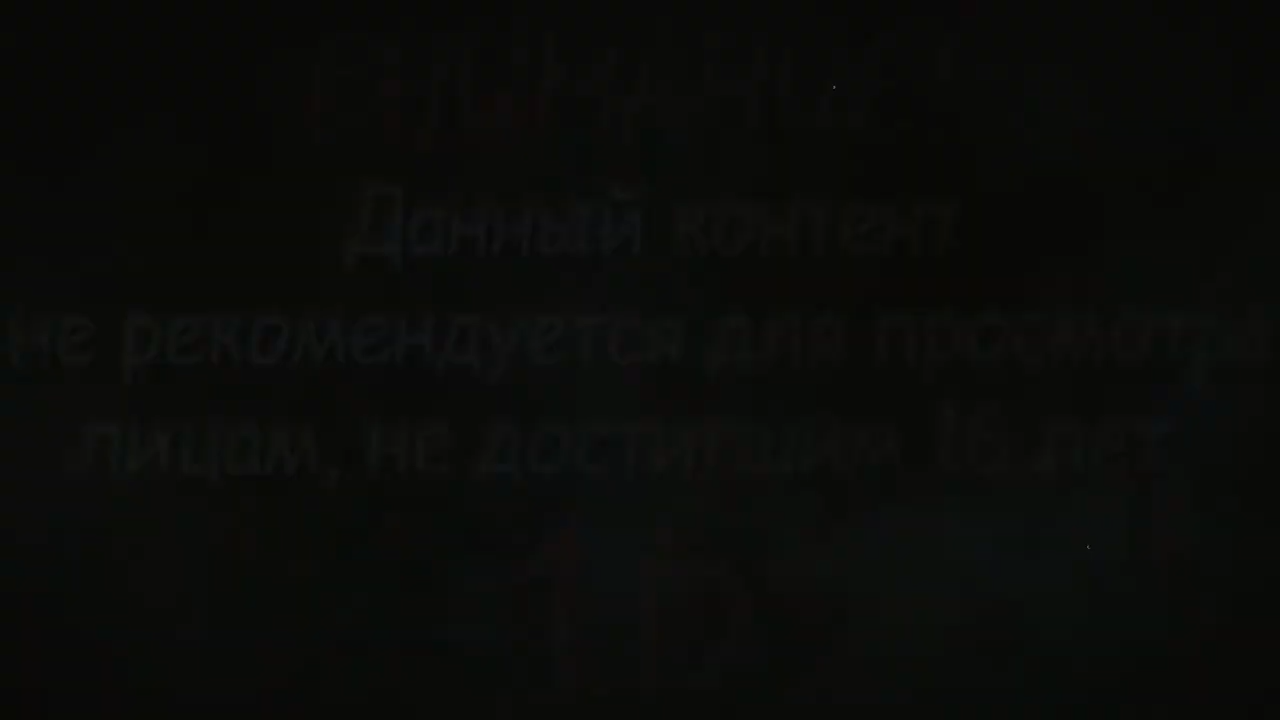 Данный контент
не рекомендуется для просмотра
лицам, не достигшим 16 лет